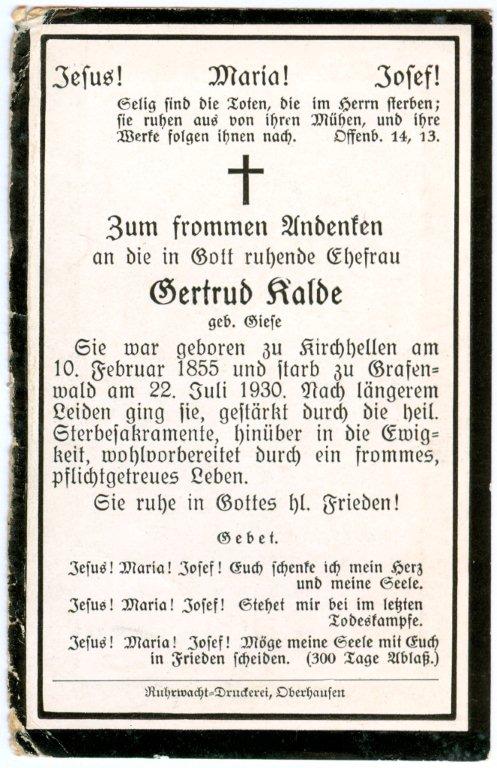 Jesus! Maria! Josef!
Selig sind die Toten, die im Herrn sterben;
sie ruhen aus von ihren Mühen, und ihre
Werke folgen ihnen nach. Offenb. 14, 13.
Zum frommen Andenken
an die in Gott ruhende Ehefrau
Gertrud Kalde
geb. Giese
Sie war geboren zu Kirchhellen am
10. Februar 1855 und starb zu Grafen-
wald am 22. Juli 1930. Nach längerem
Leiden ging sie, gestärkt durch die heil.
Sterbesakramente, hinüber in die Ewig-
keit, wohlvorbereitet durch ein frommes,
pflichtgetreues Leben.
Sie ruhe in Gottes hl. Frieden!
Gebet.
Jesus! Maria! Josef! Euch schenke ich mein Herz
und meine Seele.
Jesus! Maria! Josef! Stehet mir bei im letzten
Todeskampfe.
Jesus! Maria! Josef! Möge meine Seele mit Euch
in Frieden scheiden. (300 Tage Ablaß.)
Ruhrwacht-Druckerei, Oberhausen